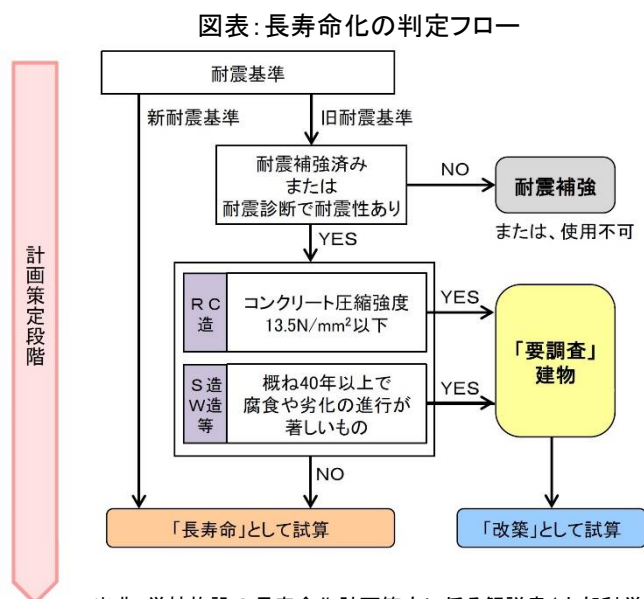 図表：長寿命化の判定フロー
計画策定段階
耐震基準
新耐震基準
旧耐震基準
耐震補強済み
または
耐震診断で耐震性あり
NO
耐震補強
または、使用不可
YES
RC造
コンクリート圧縮強度
13.5N/mm²以下
YES
「要調査」
建物
S造
W造
等
概ね40年以上で
腐食や劣化の進行が
著しいもの
YES
NO
「長寿命」として試算
「改築」として試算